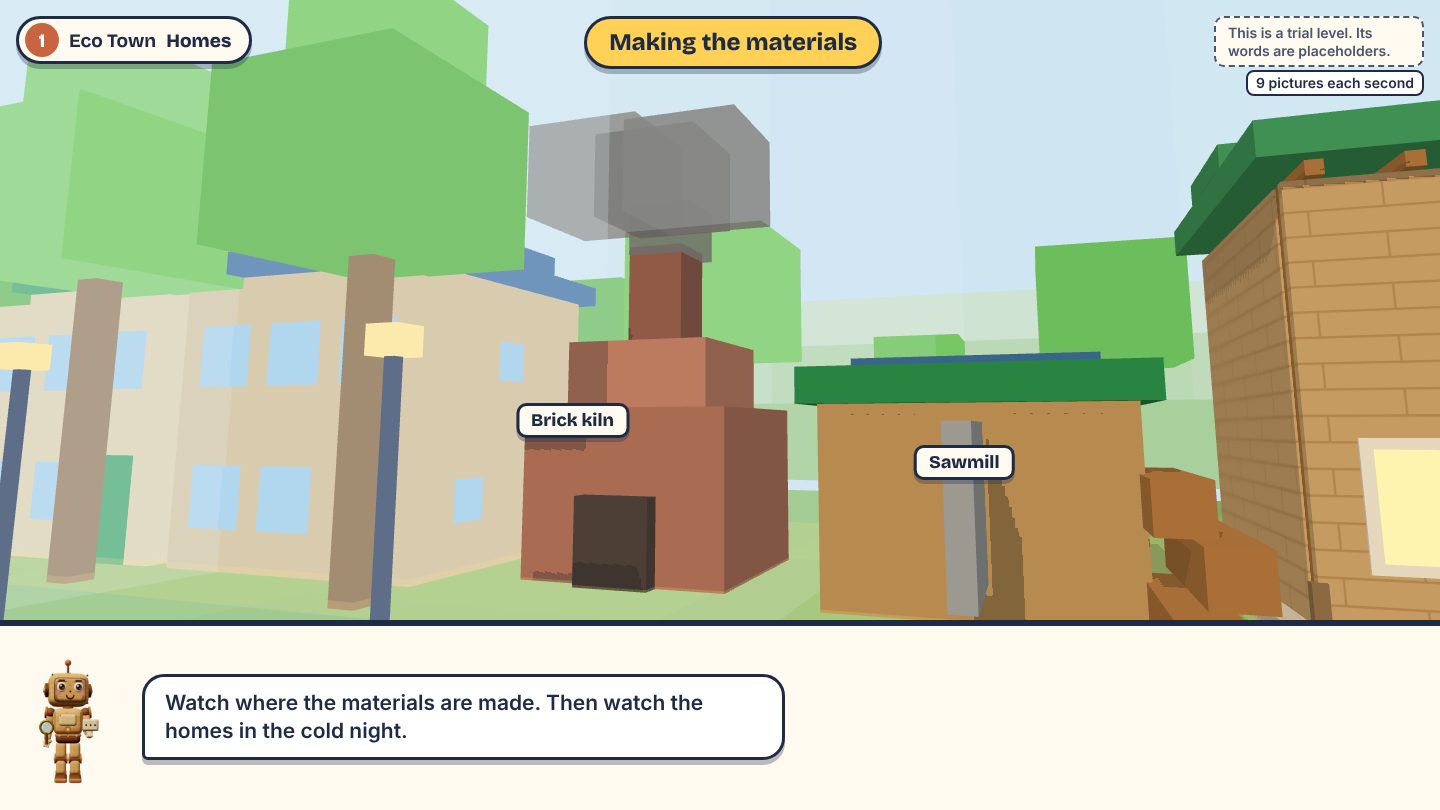 1 Eco Town Homes
Making the materials
This is a trial level. Its
words are placeholders.
9 pictures each second
Brick kiln
Sawmill
Watch where the materials are made. Then watch the
homes in the cold night.